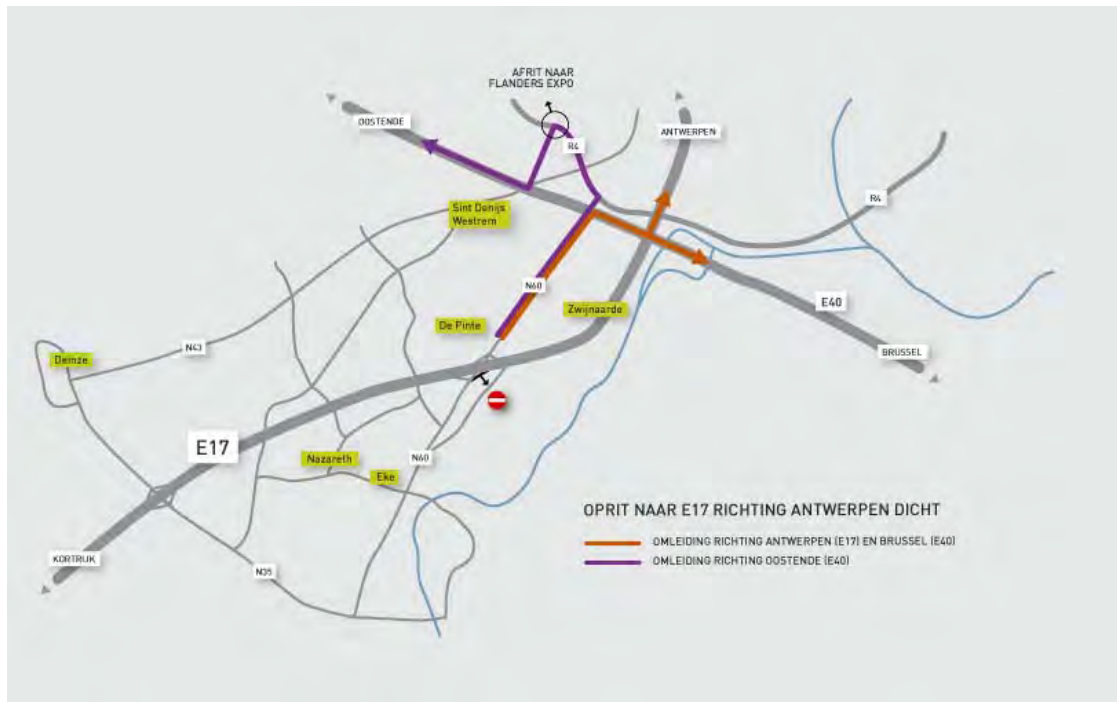 AFRIT NAAR
FLANDERS EXPO
OOSTENDE
ANTWERPEN
R4
R4
Sint Denijs
Westrem
N60
E40
Zwijnaarde
De Pinte
N43
BRUSSEL
Deinze
E17
Nazareth
N60
Eke
OPRIT NAAR E17 RICHTING ANTWERPEN DICHT
OMLEIDING RICHTING ANTWERPEN (E17) EN BRUSSEL (E40)
KORTRIJK
OMLEIDING RICHTING OOSTENDE (E40)
N35